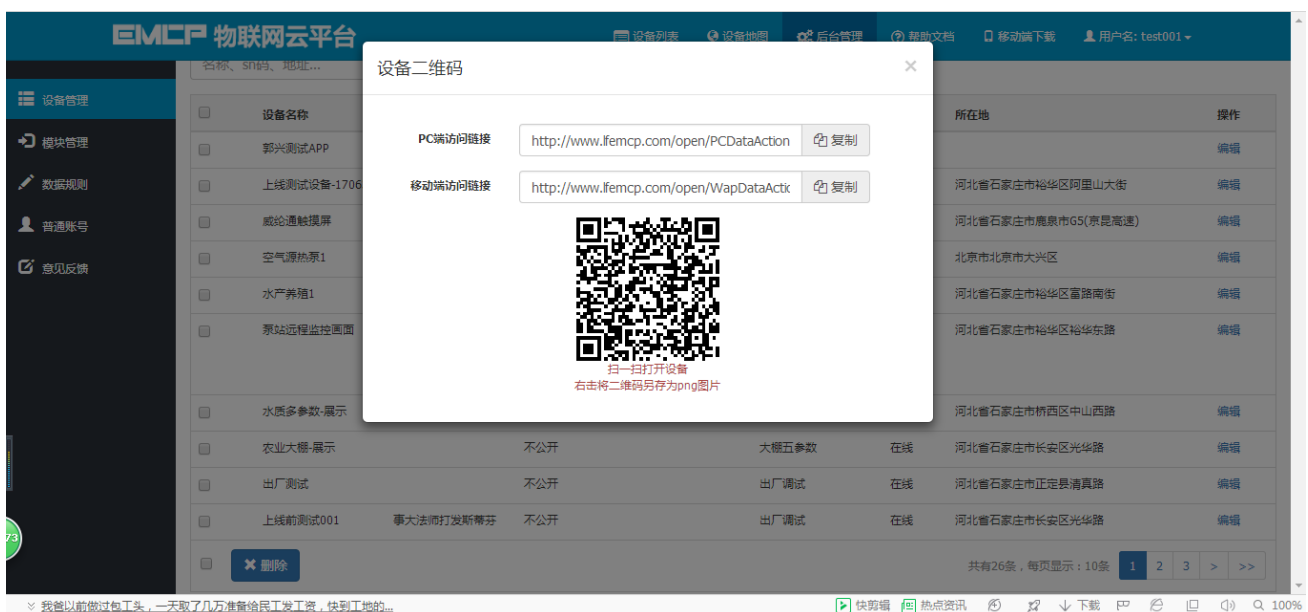 EMCP 物联网云平台
设备列表 设备地图 后台管理 帮助文档 移动端下载 用户名: test001
名称、sn码、地址...
设备二维码 ×
设备管理
模块管理
数据规则
普通账号
意见反馈
设备名称 所在地 操作
PC端访问链接 http://www.lfemcp.com/open/PCDataAction 复制
郭兴测试APP 编辑
移动端访问链接 http://www.lfemcp.com/open/WapDataActic 复制
上线测试设备-1706 河北省石家庄市裕华区阿里山大街 编辑
威纶通触摸屏 河北省石家庄市鹿泉市G5(京昆高速) 编辑
空气源热泵1 北京市北京市大兴区 编辑
水产养殖1 河北省石家庄市裕华区富路南街 编辑
泵站远程监控画面 河北省石家庄市裕华区裕华东路 编辑
扫一扫打开设备
右击将二维码另存为png图片
水质多参数-展示 河北省石家庄市桥西区中山西路 编辑
农业大棚-展示 不公开 大棚五参数 在线 河北省石家庄市长安区光华路 编辑
出厂测试 不公开 出厂调试 在线 河北省石家庄市正定县清真路 编辑
上线前测试001 事大法师打发斯蒂芬 不公开 出厂调试 在线 河北省石家庄市长安区光华路 编辑
73
删除 共有26条，每页显示：10条 1 2 3 > >>
我爸以前做过包工头，一天取了几万准备给民工发工资，快到工地的... 快剪辑 热点资讯 下载 100%